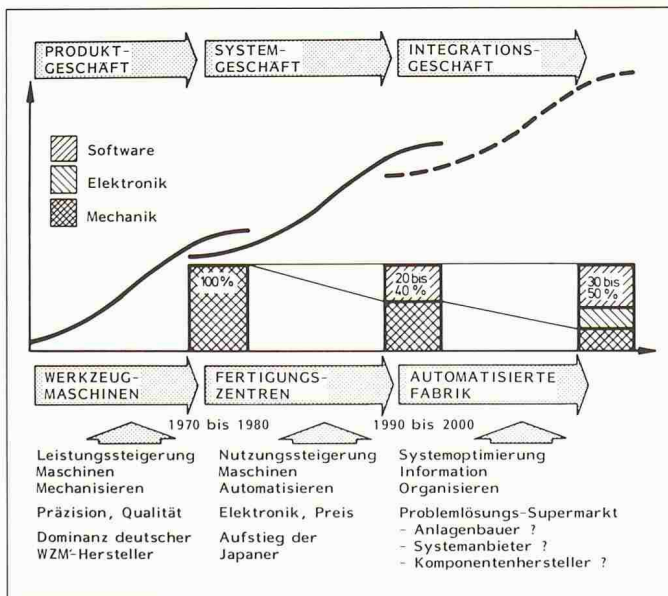 PRODUKT-
GESCHÄFT
SYSTEM-
GESCHÄFT
INTEGRATIONS-
GESCHÄFT
Software
Elektronik
Mechanik
100%
20 bis
40 %
30 bis
50 %
WERKZEUG-
MASCHINEN
FERTIGUNGS-
ZENTREN
AUTOMATISIERTE
FABRIK
1970 bis 1980
1990 bis 2000
Leistungssteigerung
Maschinen
Mechanisieren
Präzision, Qualität
Dominanz deutscher
WZM'-Hersteller
Nutzungssteigerung
Maschinen
Automatisieren
Elektronik, Preis
Aufstieg der
Japaner
Systemoptimierung
Information
Organisieren
Problemlösungs-Supermarkt
- Anlagenbauer ?
- Systemanbieter ?
- Komponentenhersteller ?